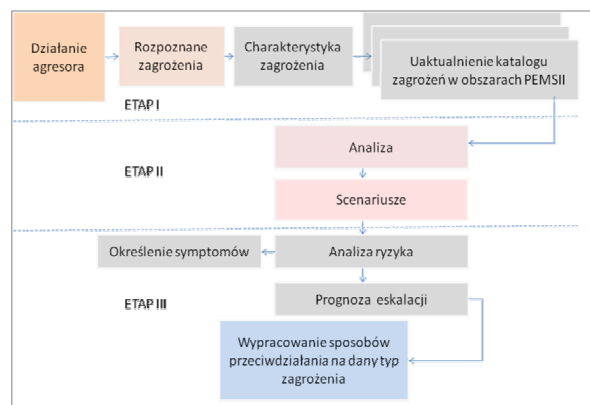 Działanie
agresora
Rozpoznane
zagrożenia
Charakterystyka
zagrożenia
Uaktualnienie katalogu
zagrożeń w obszarach PEMSII
ETAP I
Analiza
ETAP II
Scenariusze
Określenie symptomów
Analiza ryzyka
Prognoza eskalacji
ETAP III
Wypracowanie sposobów
przeciwdziałania na dany typ
zagrożenia